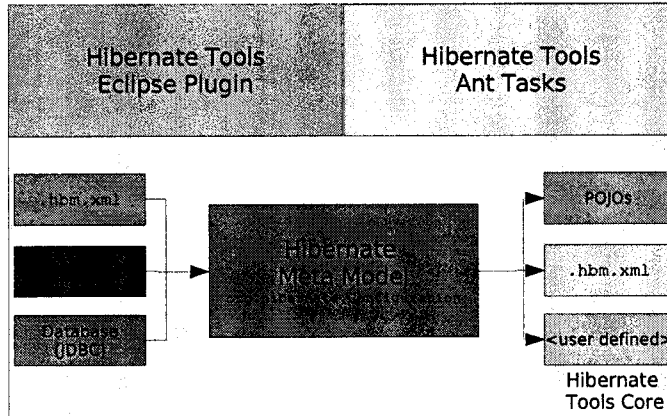 Hibernate Tools
Eclipse Plugin
Hibernate Tools
Ant Tasks
.hbm.xml
Database
(JDBC)
Hibernate
Meta Model
Configuration
POJOs
.hbm.xml
<user defined>
Hibernate
Tools Core